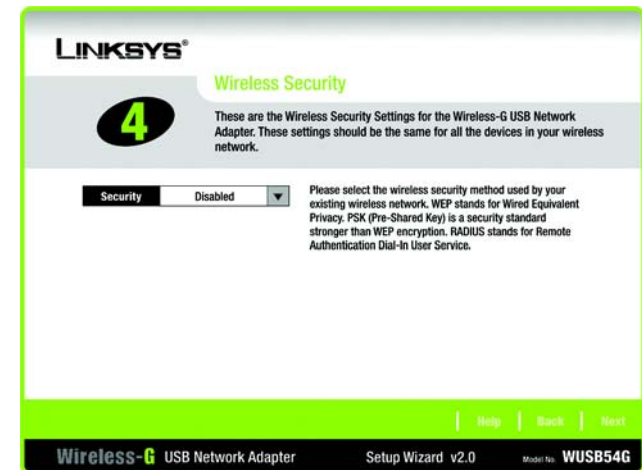 LINKSYS®
Wireless Security
4
These are the Wireless Security Settings for the Wireless-G USB Network
Adapter. These settings should be the same for all the devices in your wireless
network.
Security Disabled
Please select the wireless security method used by your
existing wireless network. WEP stands for Wired Equivalent
Privacy. PSK (Pre-Shared Key) is a security standard
stronger than WEP encryption. RADIUS stands for Remote
Authentication Dial-In User Service.
Help | Back | Next
Wireless-G USB Network Adapter Setup Wizard v2.0 Model No. WUSB54G